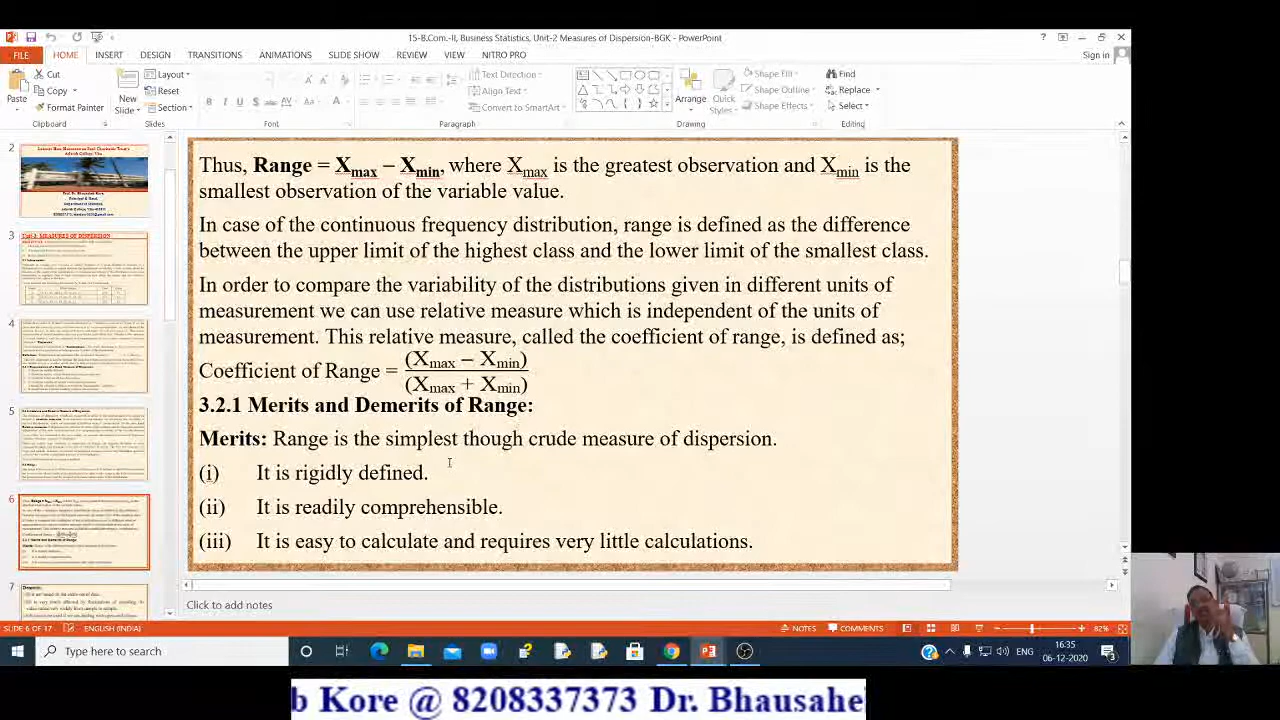 15-B.Com.-II, Business Statistics, Unit-2 Measures of Dispersion-BGK - PowerPoint
Sign in
FILE HOME INSERT DESIGN TRANSITIONS ANIMATIONS SLIDE SHOW REVIEW VIEW NITRO PRO
Paste
Cut
Copy
Format Painter
Clipboard
New Slide
Layout
Reset
Section
Slides
Font
Text Direction
Align Text
Convert to SmartArt
Paragraph
Arrange
Quick Styles
Shape Fill
Shape Outline
Shape Effects
Drawing
Find
Replace
Select
Editing
2
3
4
5
6
7
Thus, Range = Xmax – Xmin, where Xmax is the greatest observation and Xmin is the
smallest observation of the variable value.
In case of the continuous frequency distribution, range is defined as the difference
between the upper limit of the highest class and the lower limit of the smallest class.
In order to compare the variability of the distributions given in different units of
measurement we can use relative measure which is independent of the units of
measurement. This relative measure, called the coefficient of range, is defined as;
Coefficient of Range = (Xmax – Xmin) / (Xmax + Xmin)
3.2.1 Merits and Demerits of Range:
Merits: Range is the simplest though crude measure of dispersion.
(i) It is rigidly defined.
(ii) It is readily comprehensible.
(iii) It is easy to calculate and requires very little calculations.
Click to add notes
SLIDE 6 OF 17 ENGLISH (INDIA) NOTES COMMENTS 82%
Type here to search
ENG
16:35
06-12-2020
3
b Kore @ 8208337373 Dr. Bhausahe